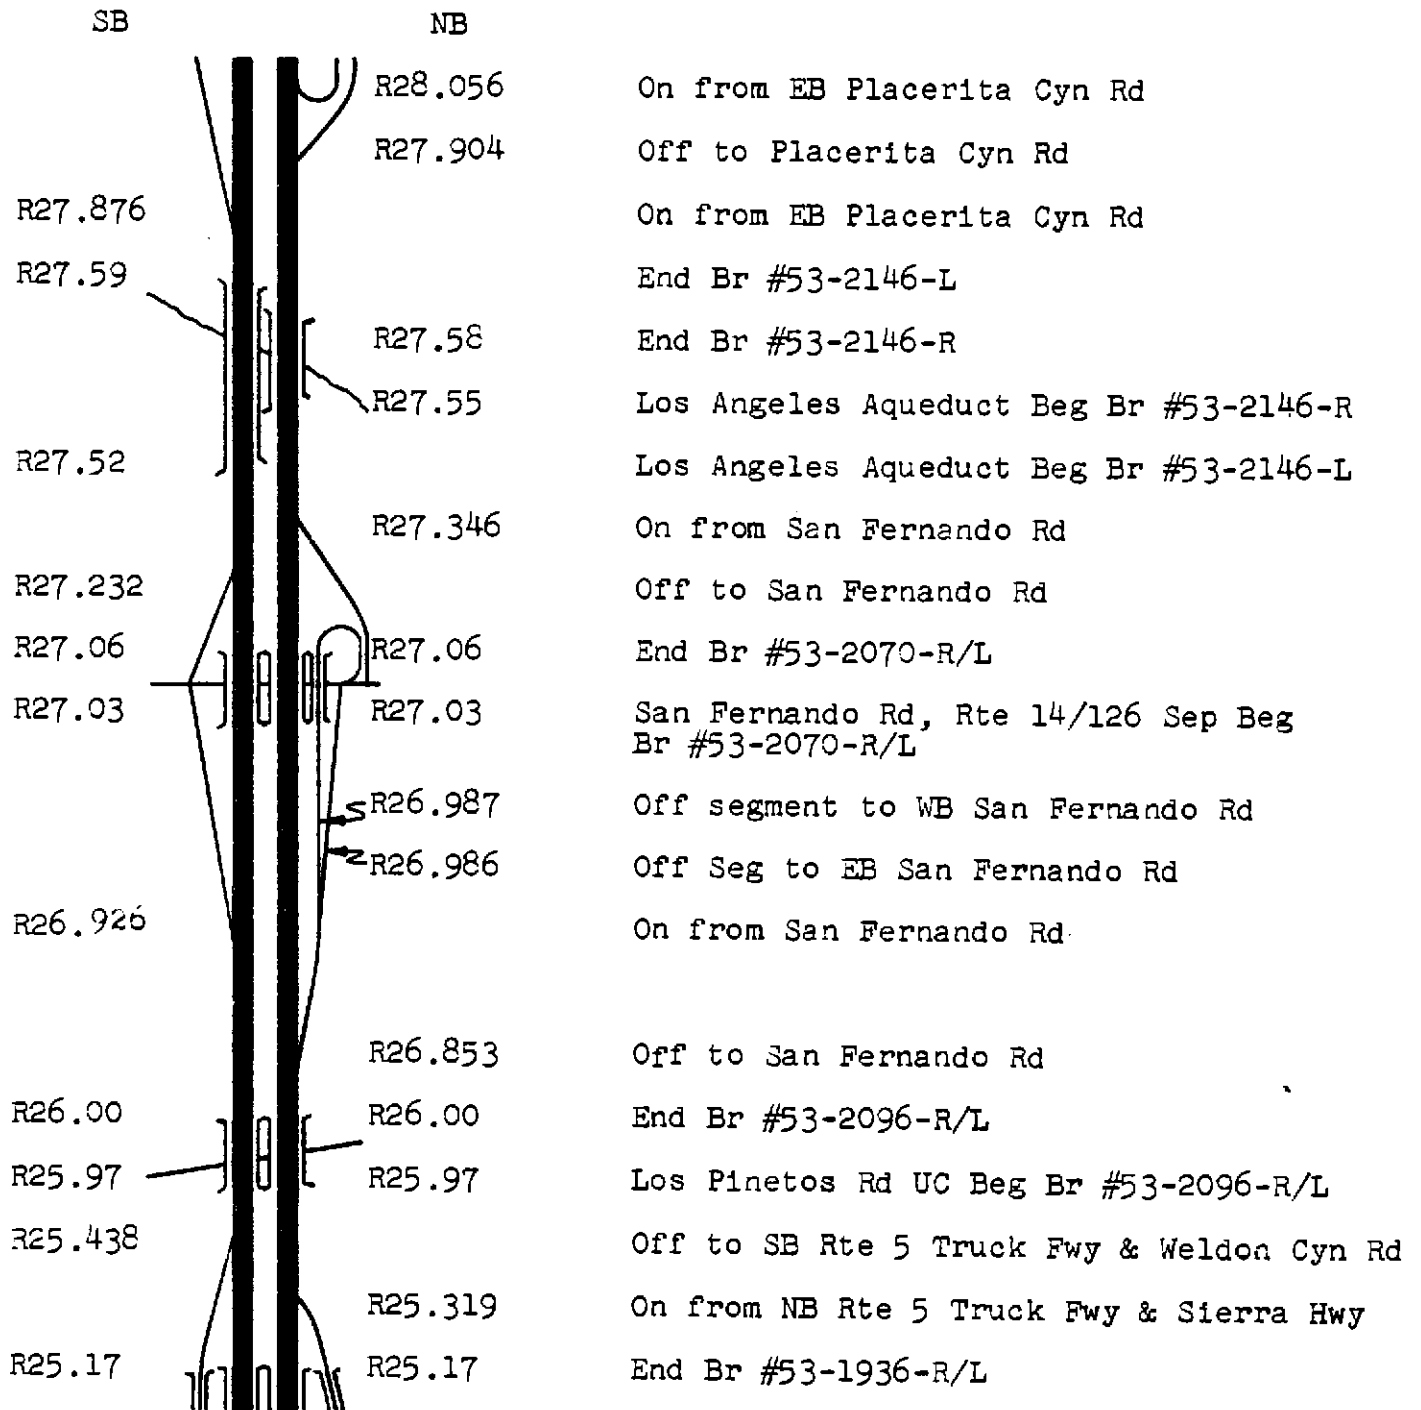 SB NB
R28.056 On from EB Placerita Cyn Rd
R27.904 Off to Placerita Cyn Rd
R27.876 On from EB Placerita Cyn Rd
R27.59 End Br #53-2146-L
R27.58 End Br #53-2146-R
R27.55 Los Angeles Aqueduct Beg Br #53-2146-R
R27.52 Los Angeles Aqueduct Beg Br #53-2146-L
R27.346 On from San Fernando Rd
R27.232 Off to San Fernando Rd
R27.06 R27.06 End Br #53-2070-R/L
R27.03 R27.03 San Fernando Rd, Rte 14/126 Sep Beg
Br #53-2070-R/L
R26.987 Off segment to WB San Fernando Rd
R26.986 Off Seg to EB San Fernando Rd
R26.926 On from San Fernando Rd
R26.853 Off to San Fernando Rd
R26.00 R26.00 End Br #53-2096-R/L
R25.97 R25.97 Los Pinetos Rd UC Beg Br #53-2096-R/L
R25.438 Off to SB Rte 5 Truck Fwy & Weldon Cyn Rd
R25.319 On from NB Rte 5 Truck Fwy & Sierra Hwy
R25.17 R25.17 End Br #53-1936-R/L